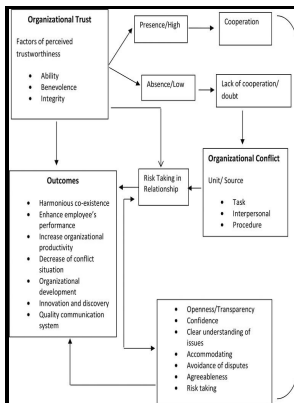 Organizational Trust
Factors of perceived
trustworthiness
• Ability
• Benevolence
• Integrity
Presence/High
Cooperation
Absence/Low
Lack of cooperation/
doubt
Organizational Conflict
Unit/ Source
• Task
• Interpersonal
• Procedure
Risk Taking in
Relationship
Outcomes
• Harmonious co-existence
• Enhance employee's
performance
• Increase organizational
productivity
• Decrease of conflict
situation
• Organizational
development
• Innovation and discovery
• Quality communication
system
• Openness/Transparency
• Confidence
• Clear understanding of
issues
• Accommodating
• Avoidance of disputes
• Agreeableness
• Risk taking